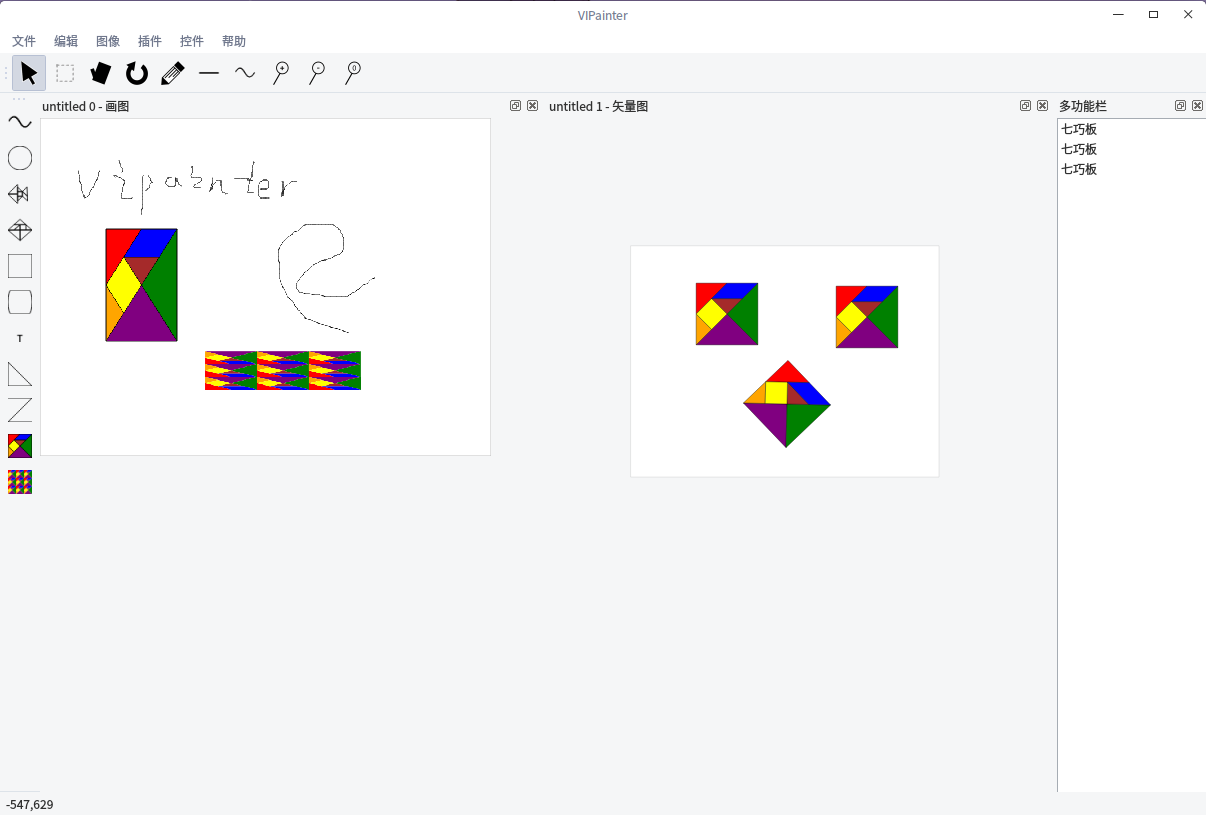 VIPainter
文件 编辑 图像 插件 控件 帮助
+ - 0
untitled 0 - 画图
untitled 1 - 矢量图
多功能栏
七巧板
七巧板
七巧板
vipainter
e
T
-547,629